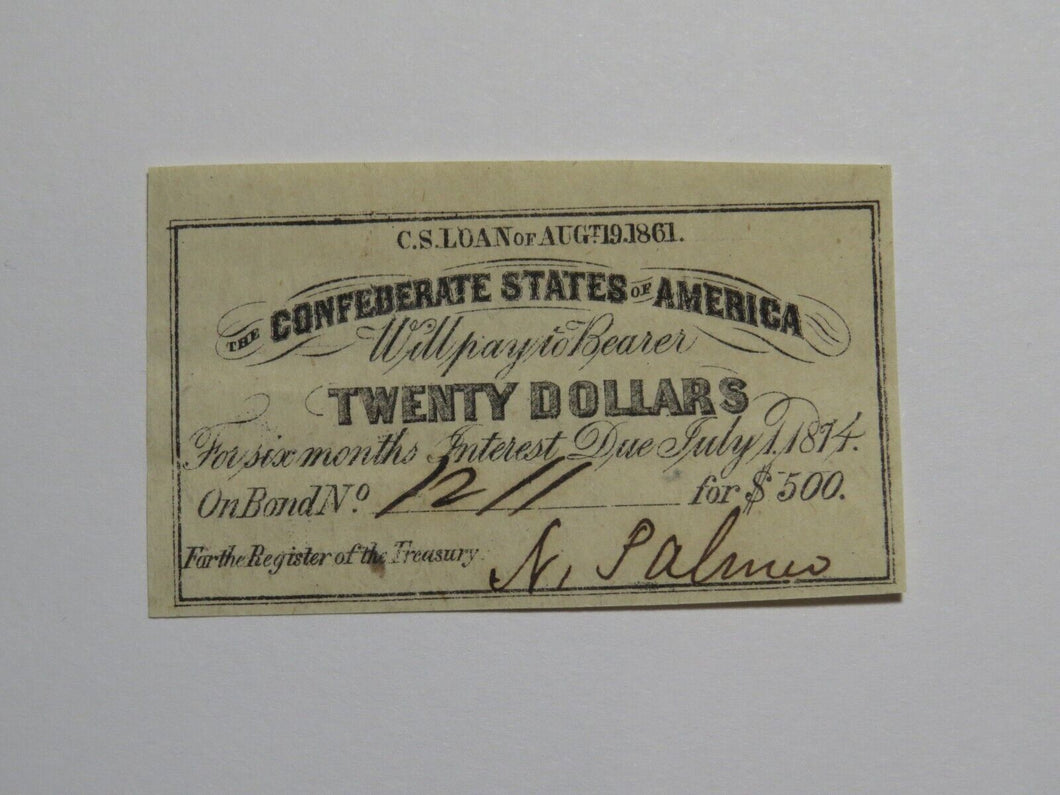 C.S. LOAN OF AUGT. 19. 1861.
THE CONFEDERATE STATES OF AMERICA
Will pay to Bearer
TWENTY DOLLARS
For six months Interest Due July 1, 1874.
On Bond No. 1211 for $500.
For the Register of the Treasury. N.